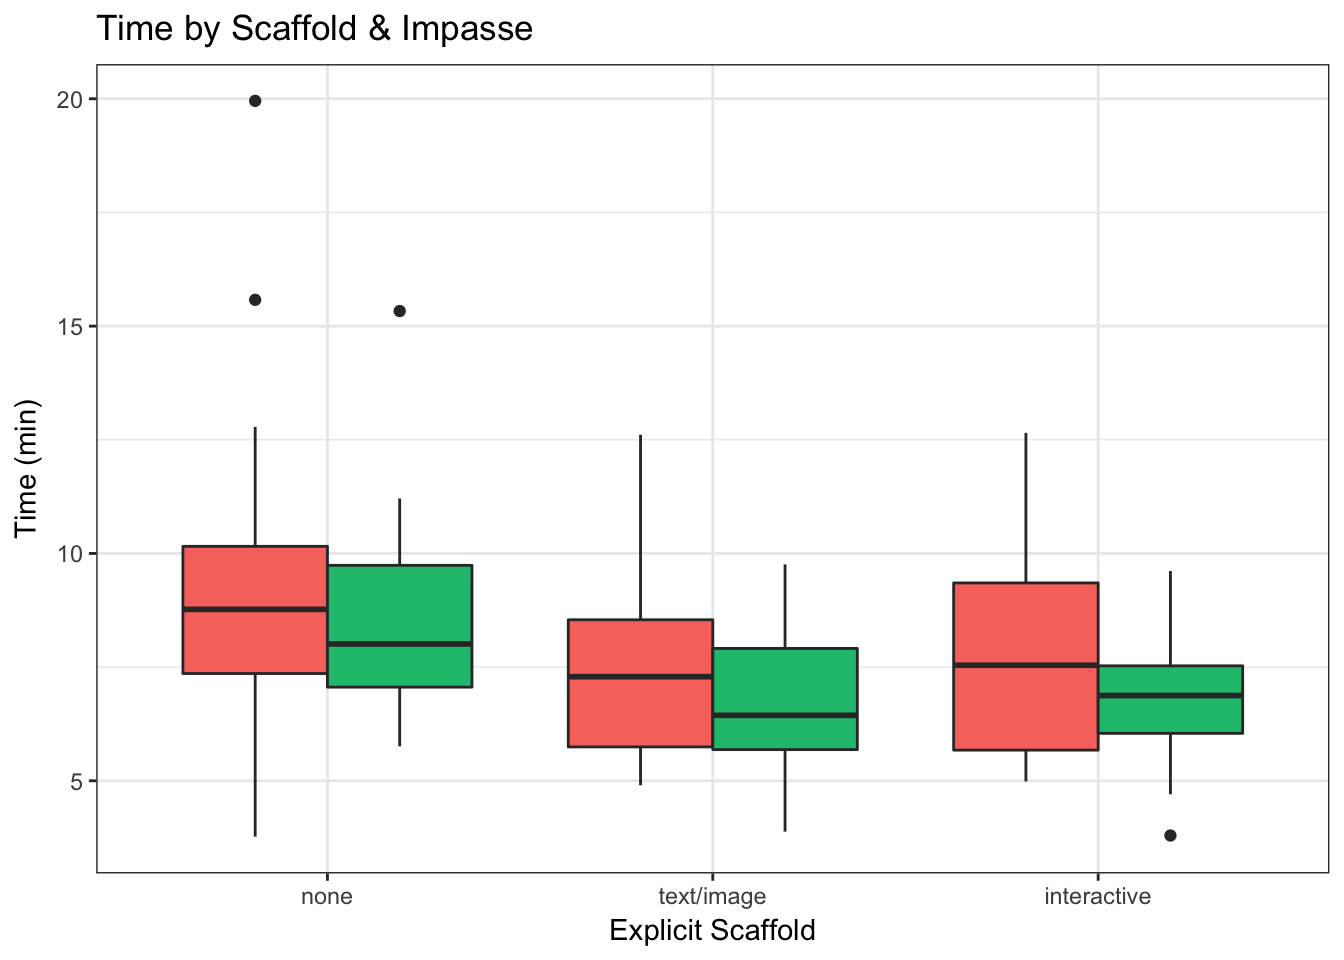 Time by Scaffold & Impasse
20
15
10
5
Time (min)
none
text/image
interactive
Explicit Scaffold